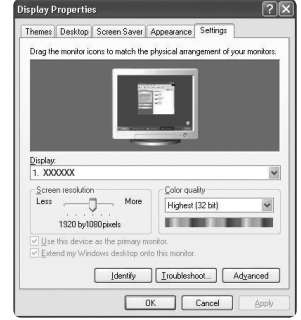 Display Properties
Themes Desktop Screen Saver Appearance Settings
Drag the monitor icons to match the physical arrangement of your monitors.
Display:
1. XXXXXX
Screen resolution
Less More
1920 by1080pixels
Color quality
Highest (32 bit)
Use this device as the primary monitor.
Extend my Windows desktop onto this monitor.
Identify Troubleshoot... Advanced
OK Cancel Apply